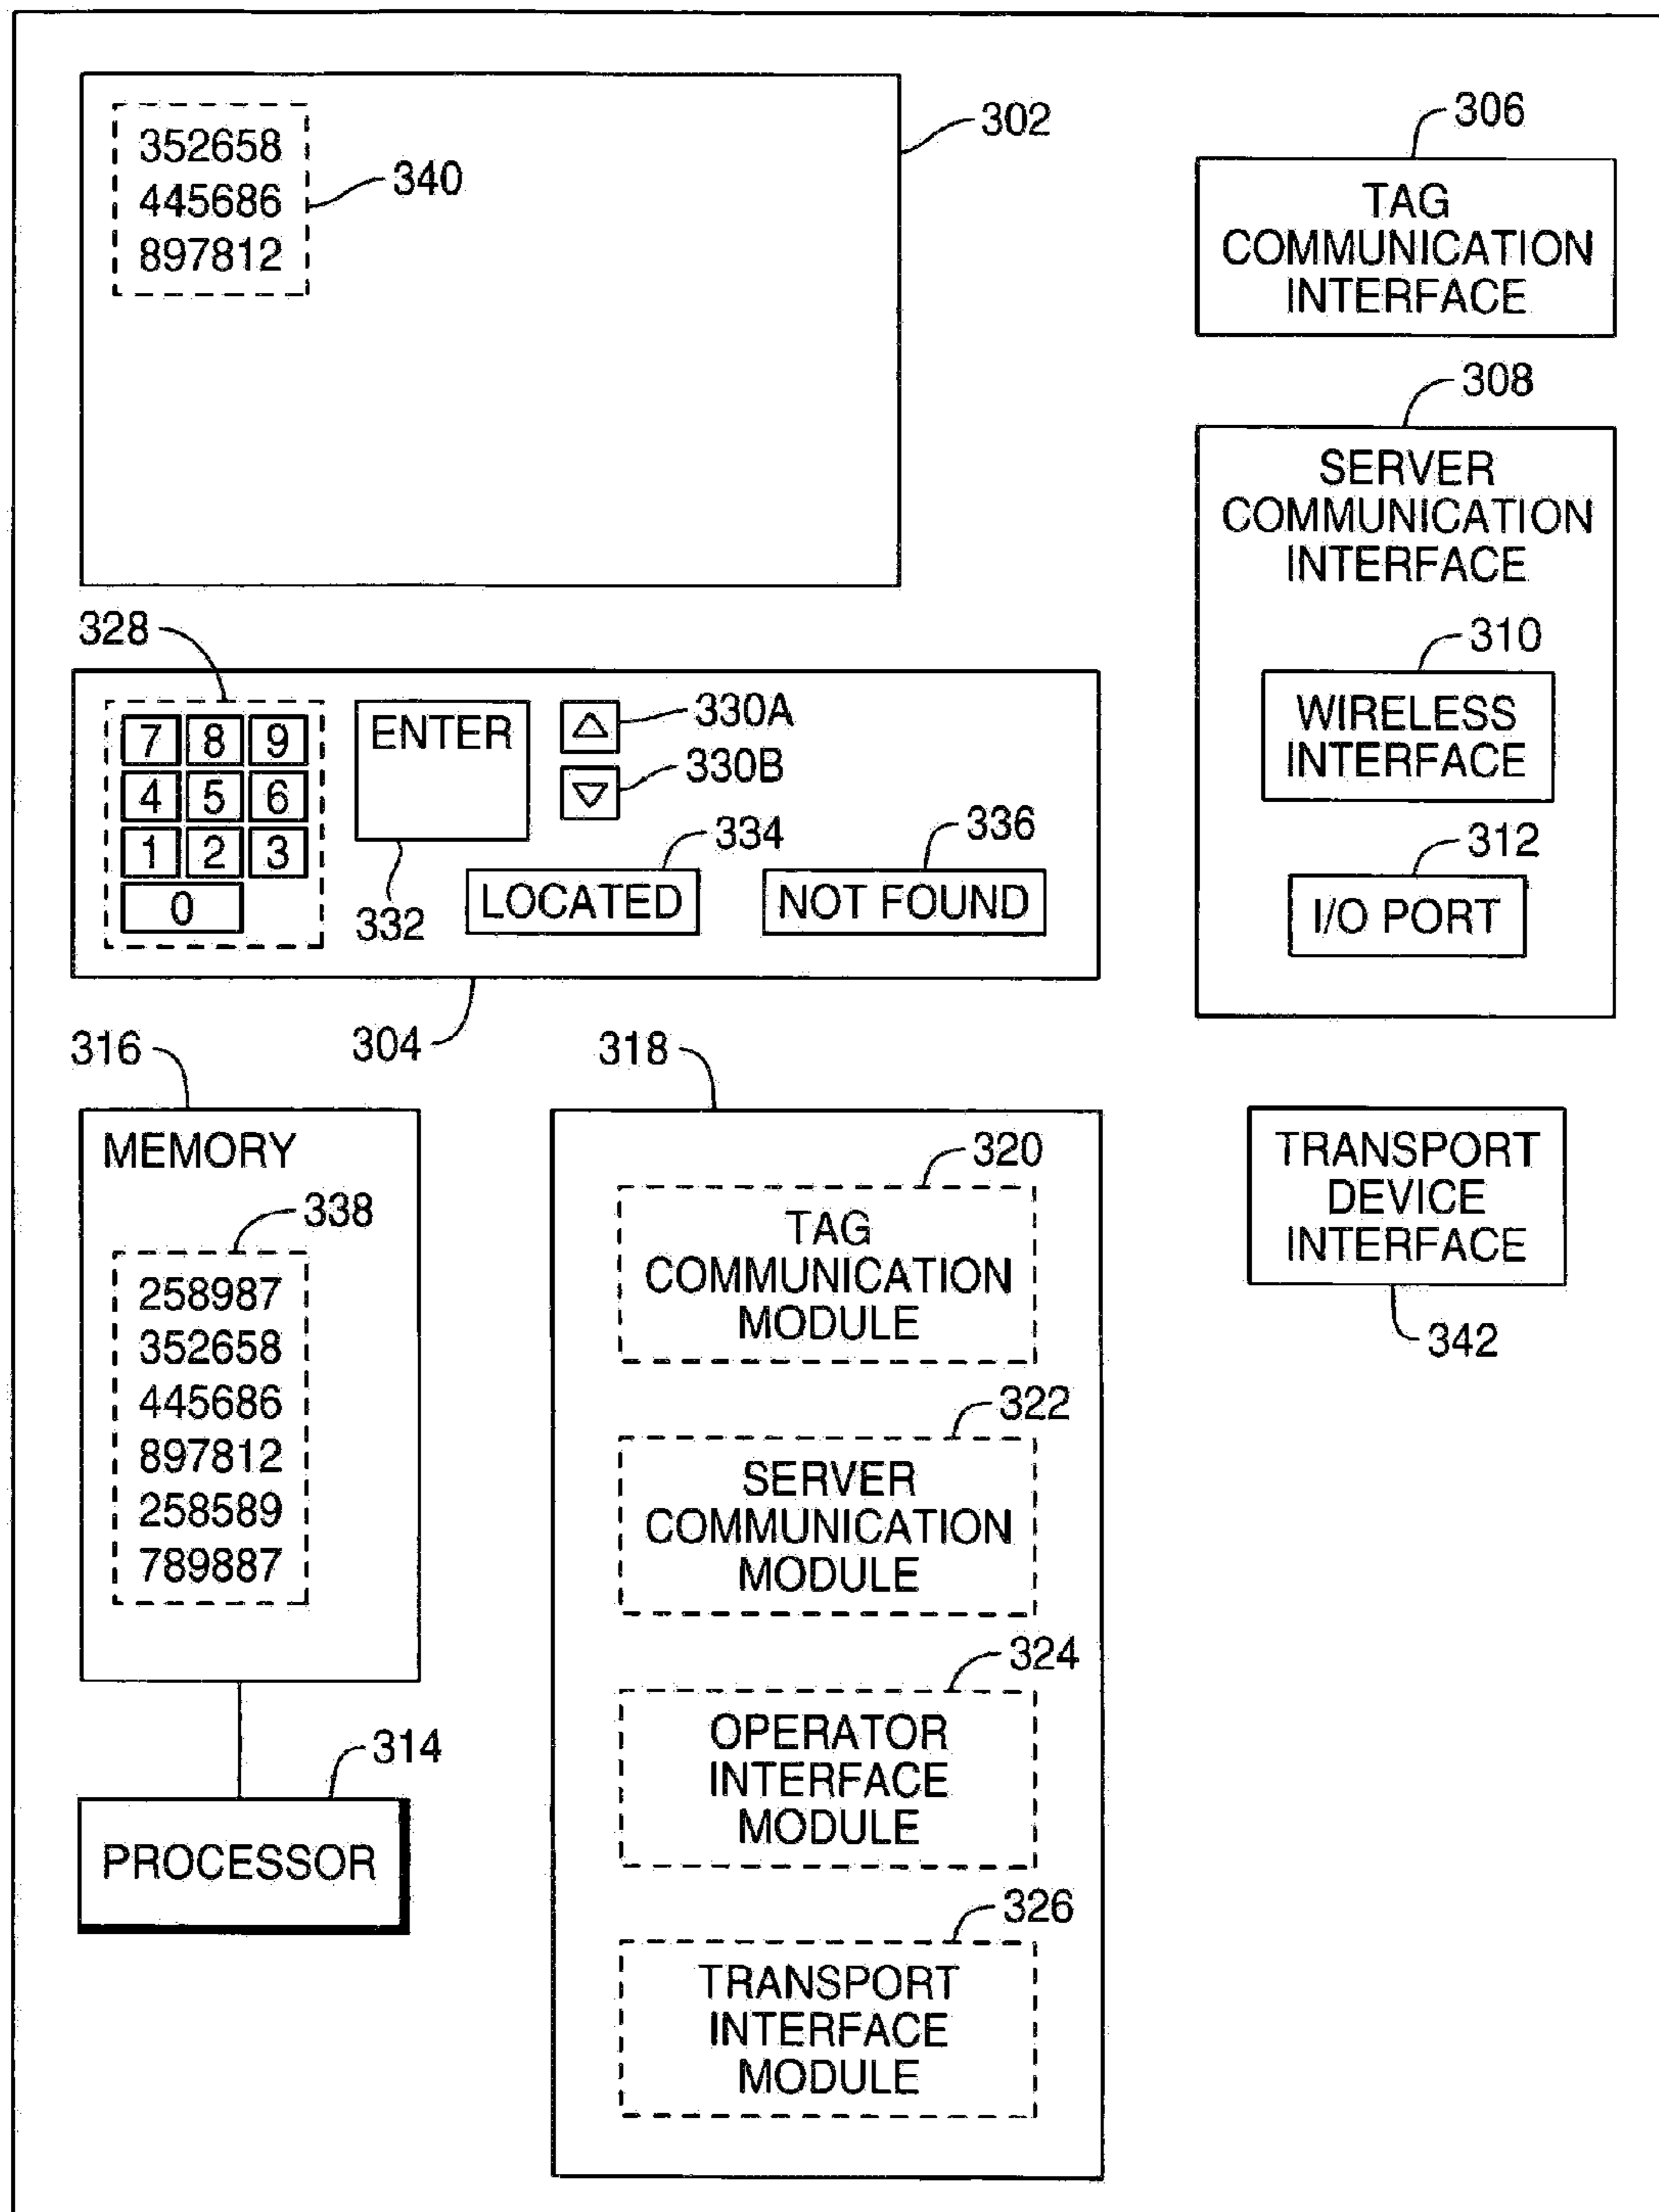 352658
445686
897812
340
302
306
TAG
COMMUNICATION
INTERFACE
308
SERVER
COMMUNICATION
INTERFACE
310
WIRELESS
INTERFACE
312
I/O PORT
328
7 8 9
4 5 6
1 2 3
0
ENTER
332
330A
330B
334
LOCATED
336
NOT FOUND
304
316
MEMORY
338
258987
352658
445686
897812
258589
789887
314
PROCESSOR
318
320
TAG
COMMUNICATION
MODULE
322
SERVER
COMMUNICATION
MODULE
324
OPERATOR
INTERFACE
MODULE
326
TRANSPORT
INTERFACE
MODULE
TRANSPORT
DEVICE
INTERFACE
342